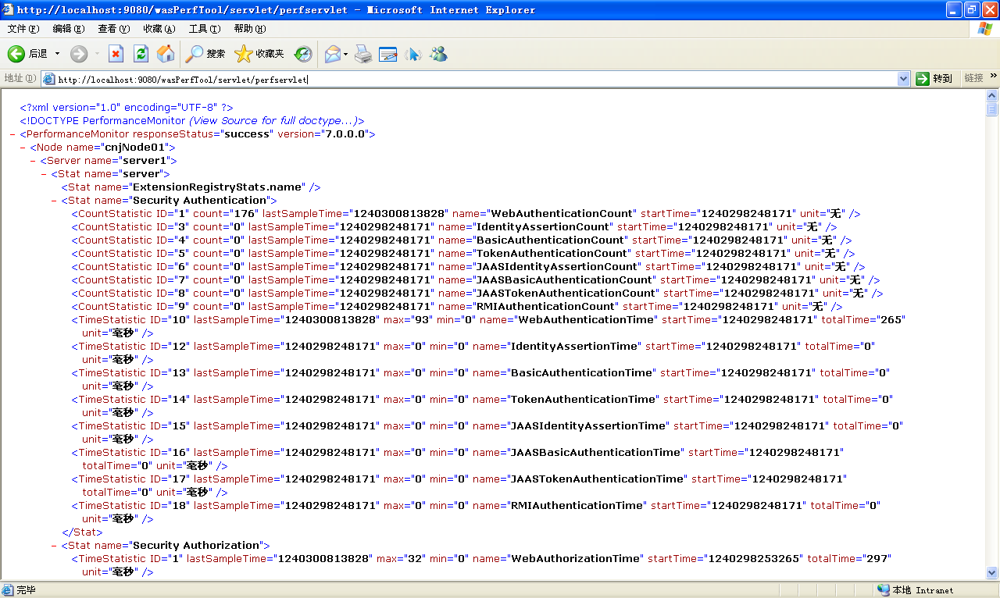 http://localhost:9080/wasPerfTool/servlet/perfservlet - Microsoft Internet Explorer
文件(F) 编辑(E) 查看(V) 收藏(A) 工具(T) 帮助(H)
后退 搜索 收藏夹
地址(D) http://localhost:9080/wasPerfTool/servlet/perfservlet 转到 链接 »
<?xml version="1.0" encoding="UTF-8" ?>
<!DOCTYPE PerformanceMonitor (View Source for full doctype...)>
- <PerformanceMonitor responseStatus="success" version="7.0.0.0">
- <Node name="cnjNode01">
- <Server name="server1">
- <Stat name="server">
<Stat name="ExtensionRegistryStats.name" />
- <Stat name="Security Authentication">
<CountStatistic ID="1" count="176" lastSampleTime="1240300813828" name="WebAuthenticationCount" startTime="1240298248171" unit="无" />
<CountStatistic ID="3" count="0" lastSampleTime="1240298248171" name="IdentityAssertionCount" startTime="1240298248171" unit="无" />
<CountStatistic ID="4" count="0" lastSampleTime="1240298248171" name="BasicAuthenticationCount" startTime="1240298248171" unit="无" />
<CountStatistic ID="5" count="0" lastSampleTime="1240298248171" name="TokenAuthenticationCount" startTime="1240298248171" unit="无" />
<CountStatistic ID="6" count="0" lastSampleTime="1240298248171" name="JAASIdentityAssertionCount" startTime="1240298248171" unit="无" />
<CountStatistic ID="7" count="0" lastSampleTime="1240298248171" name="JAASBasicAuthenticationCount" startTime="1240298248171" unit="无" />
<CountStatistic ID="8" count="0" lastSampleTime="1240298248171" name="JAASTokenAuthenticationCount" startTime="1240298248171" unit="无" />
<CountStatistic ID="9" count="0" lastSampleTime="1240298248171" name="RMIAuthenticationCount" startTime="1240298248171" unit="无" />
<TimeStatistic ID="10" lastSampleTime="1240300813828" max="93" min="0" name="WebAuthenticationTime" startTime="1240298248171" totalTime="265"
unit="毫秒" />
<TimeStatistic ID="12" lastSampleTime="1240298248171" max="0" min="0" name="IdentityAssertionTime" startTime="1240298248171" totalTime="0"
unit="毫秒" />
<TimeStatistic ID="13" lastSampleTime="1240298248171" max="0" min="0" name="BasicAuthenticationTime" startTime="1240298248171" totalTime="0"
unit="毫秒" />
<TimeStatistic ID="14" lastSampleTime="1240298248171" max="0" min="0" name="TokenAuthenticationTime" startTime="1240298248171" totalTime="0"
unit="毫秒" />
<TimeStatistic ID="15" lastSampleTime="1240298248171" max="0" min="0" name="JAASIdentityAssertionTime" startTime="1240298248171" totalTime="0"
unit="毫秒" />
<TimeStatistic ID="16" lastSampleTime="1240298248171" max="0" min="0" name="JAASBasicAuthenticationTime" startTime="1240298248171"
totalTime="0" unit="毫秒" />
<TimeStatistic ID="17" lastSampleTime="1240298248171" max="0" min="0" name="JAASTokenAuthenticationTime" startTime="1240298248171"
totalTime="0" unit="毫秒" />
<TimeStatistic ID="18" lastSampleTime="1240298248171" max="0" min="0" name="RMIAuthenticationTime" startTime="1240298248171" totalTime="0"
unit="毫秒" />
</Stat>
- <Stat name="Security Authorization">
<TimeStatistic ID="1" lastSampleTime="1240300813828" max="32" min="0" name="WebAuthorizationTime" startTime="1240298253265" totalTime="297"
unit="毫秒" />
完毕 本地 Intranet